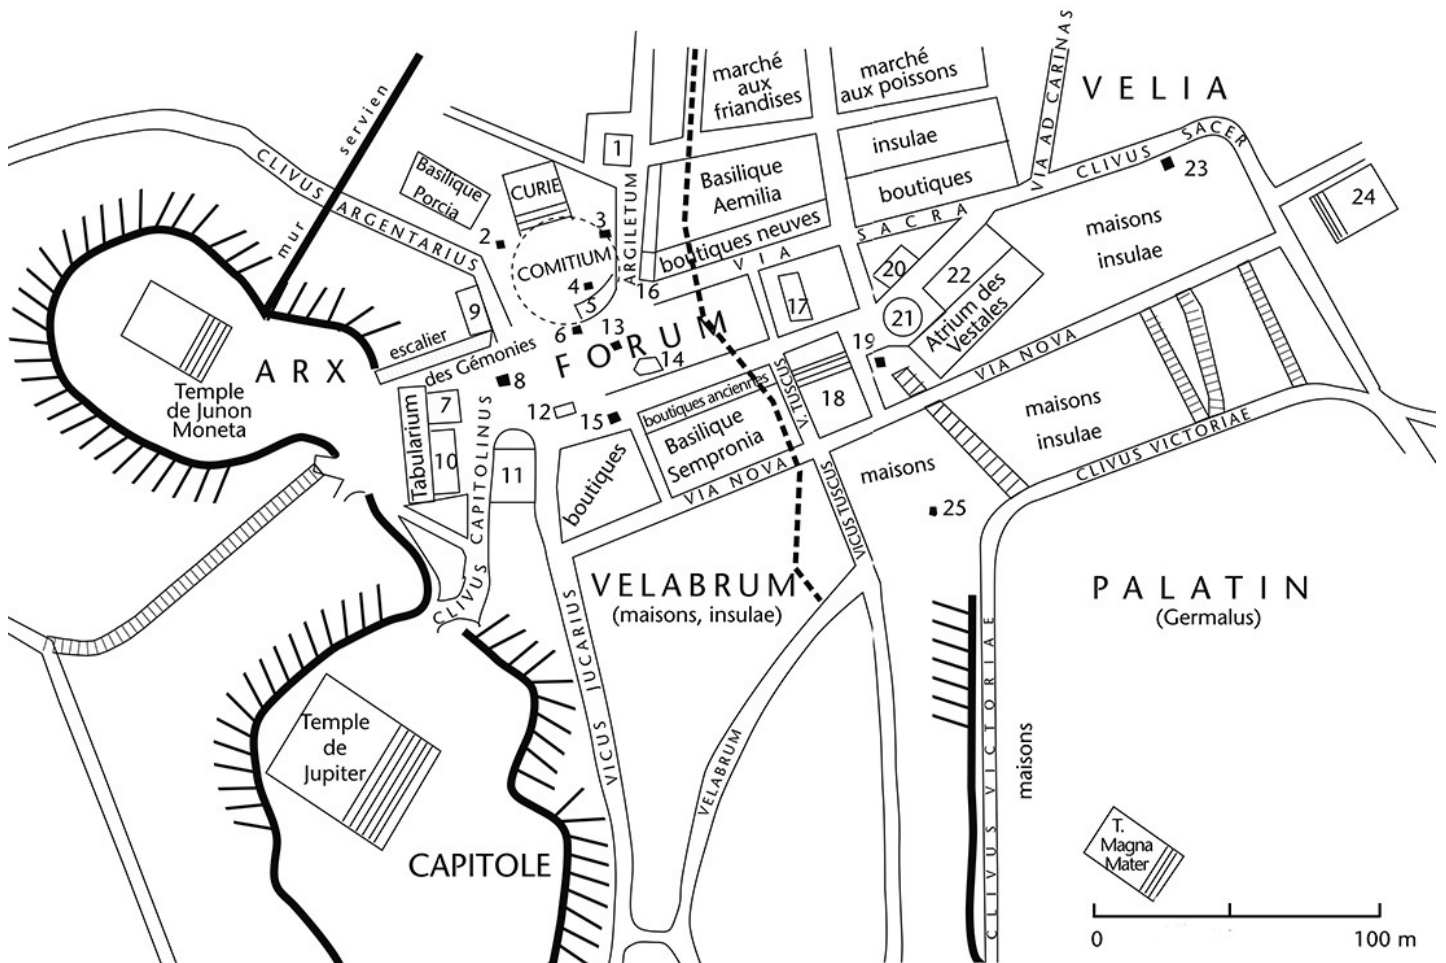 marché
aux
friandises
marché
aux poissons
VIA AD CARINAS
VELIA
mur servien
CLIVUS ARGENTARIUS
Basilique
Porcia
CURIE
1
ARGILETUM
Basilique
Aemilia
insulae
boutiques
CLIVUS SACER
23
24
2
3
COMITIUM
boutiques neuves
VIA SACRA
maisons
insulae
4
5
16
17
20
22
21
Atrium des
Vestales
9
6
13
FORUM
14
19
VIA NOVA
escalier
des Gémonies
ARX
Temple
de Junon
Moneta
8
7
Tabularium
10
12
15
boutiques anciennes
Basilique
Sempronia
V. TUSCUS
18
maisons
insulae
CLIVUS VICTORIAE
11
CLIVUS CAPITOLINUS
boutiques
VIA NOVA
VICUS TUSCUS
maisons
25
VELABRUM
(maisons, insulae)
PALATIN
(Germalus)
VICUS JUCARIUS
VELABRUM
CLIVUS VICTORIAE
maisons
Temple
de
Jupiter
CAPITOLE
T.
Magna
Mater
0
100 m